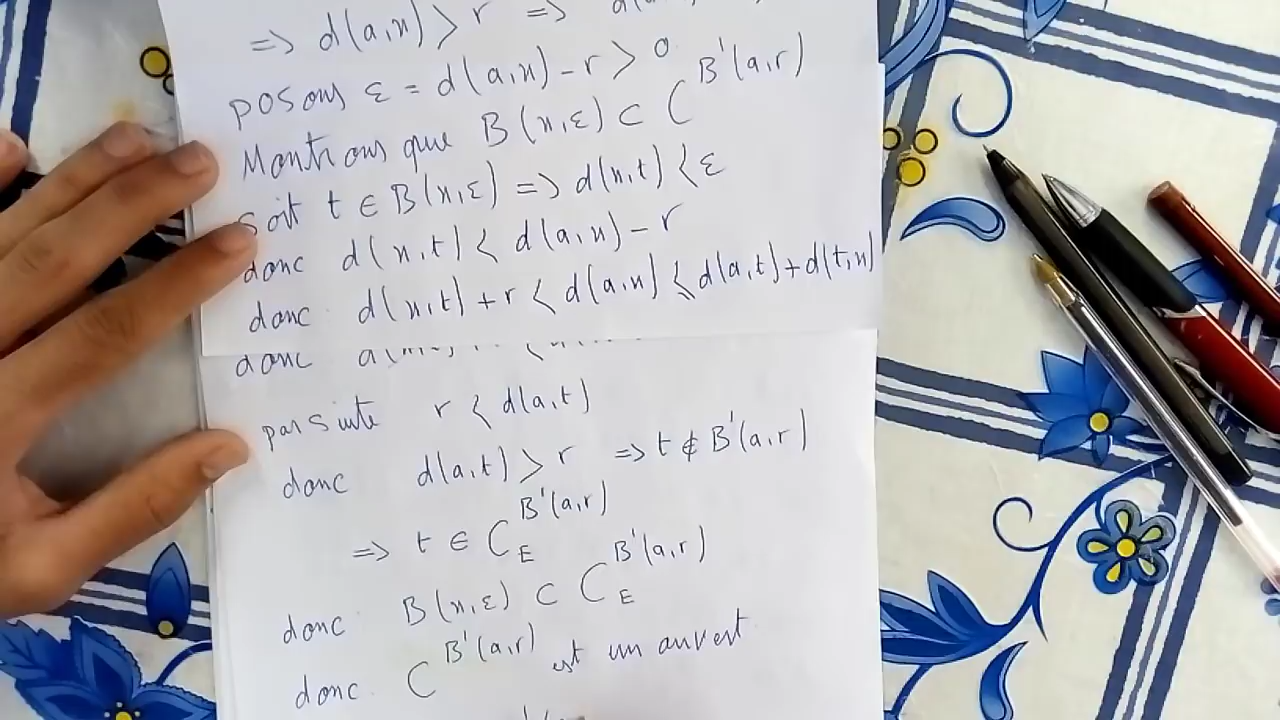 => d(a,x) > r =>
posons ε = d(a,x) - r > 0
Montrons que B(x,ε) ⊂ C^{B'(a,r)}
soit t ∈ B(x,ε) => d(x,t) < ε
donc d(x,t) < d(a,x) - r
donc d(x,t) + r < d(a,x) ≤ d(a,t) + d(t,x)
donc
par suite r < d(a,t)
donc d(a,t) > r => t ∉ B'(a,r)
=> t ∈ C_E^{B'(a,r)}
donc B(x,ε) ⊂ C_E^{B'(a,r)}
donc C^{B'(a,r)} est un ouvert